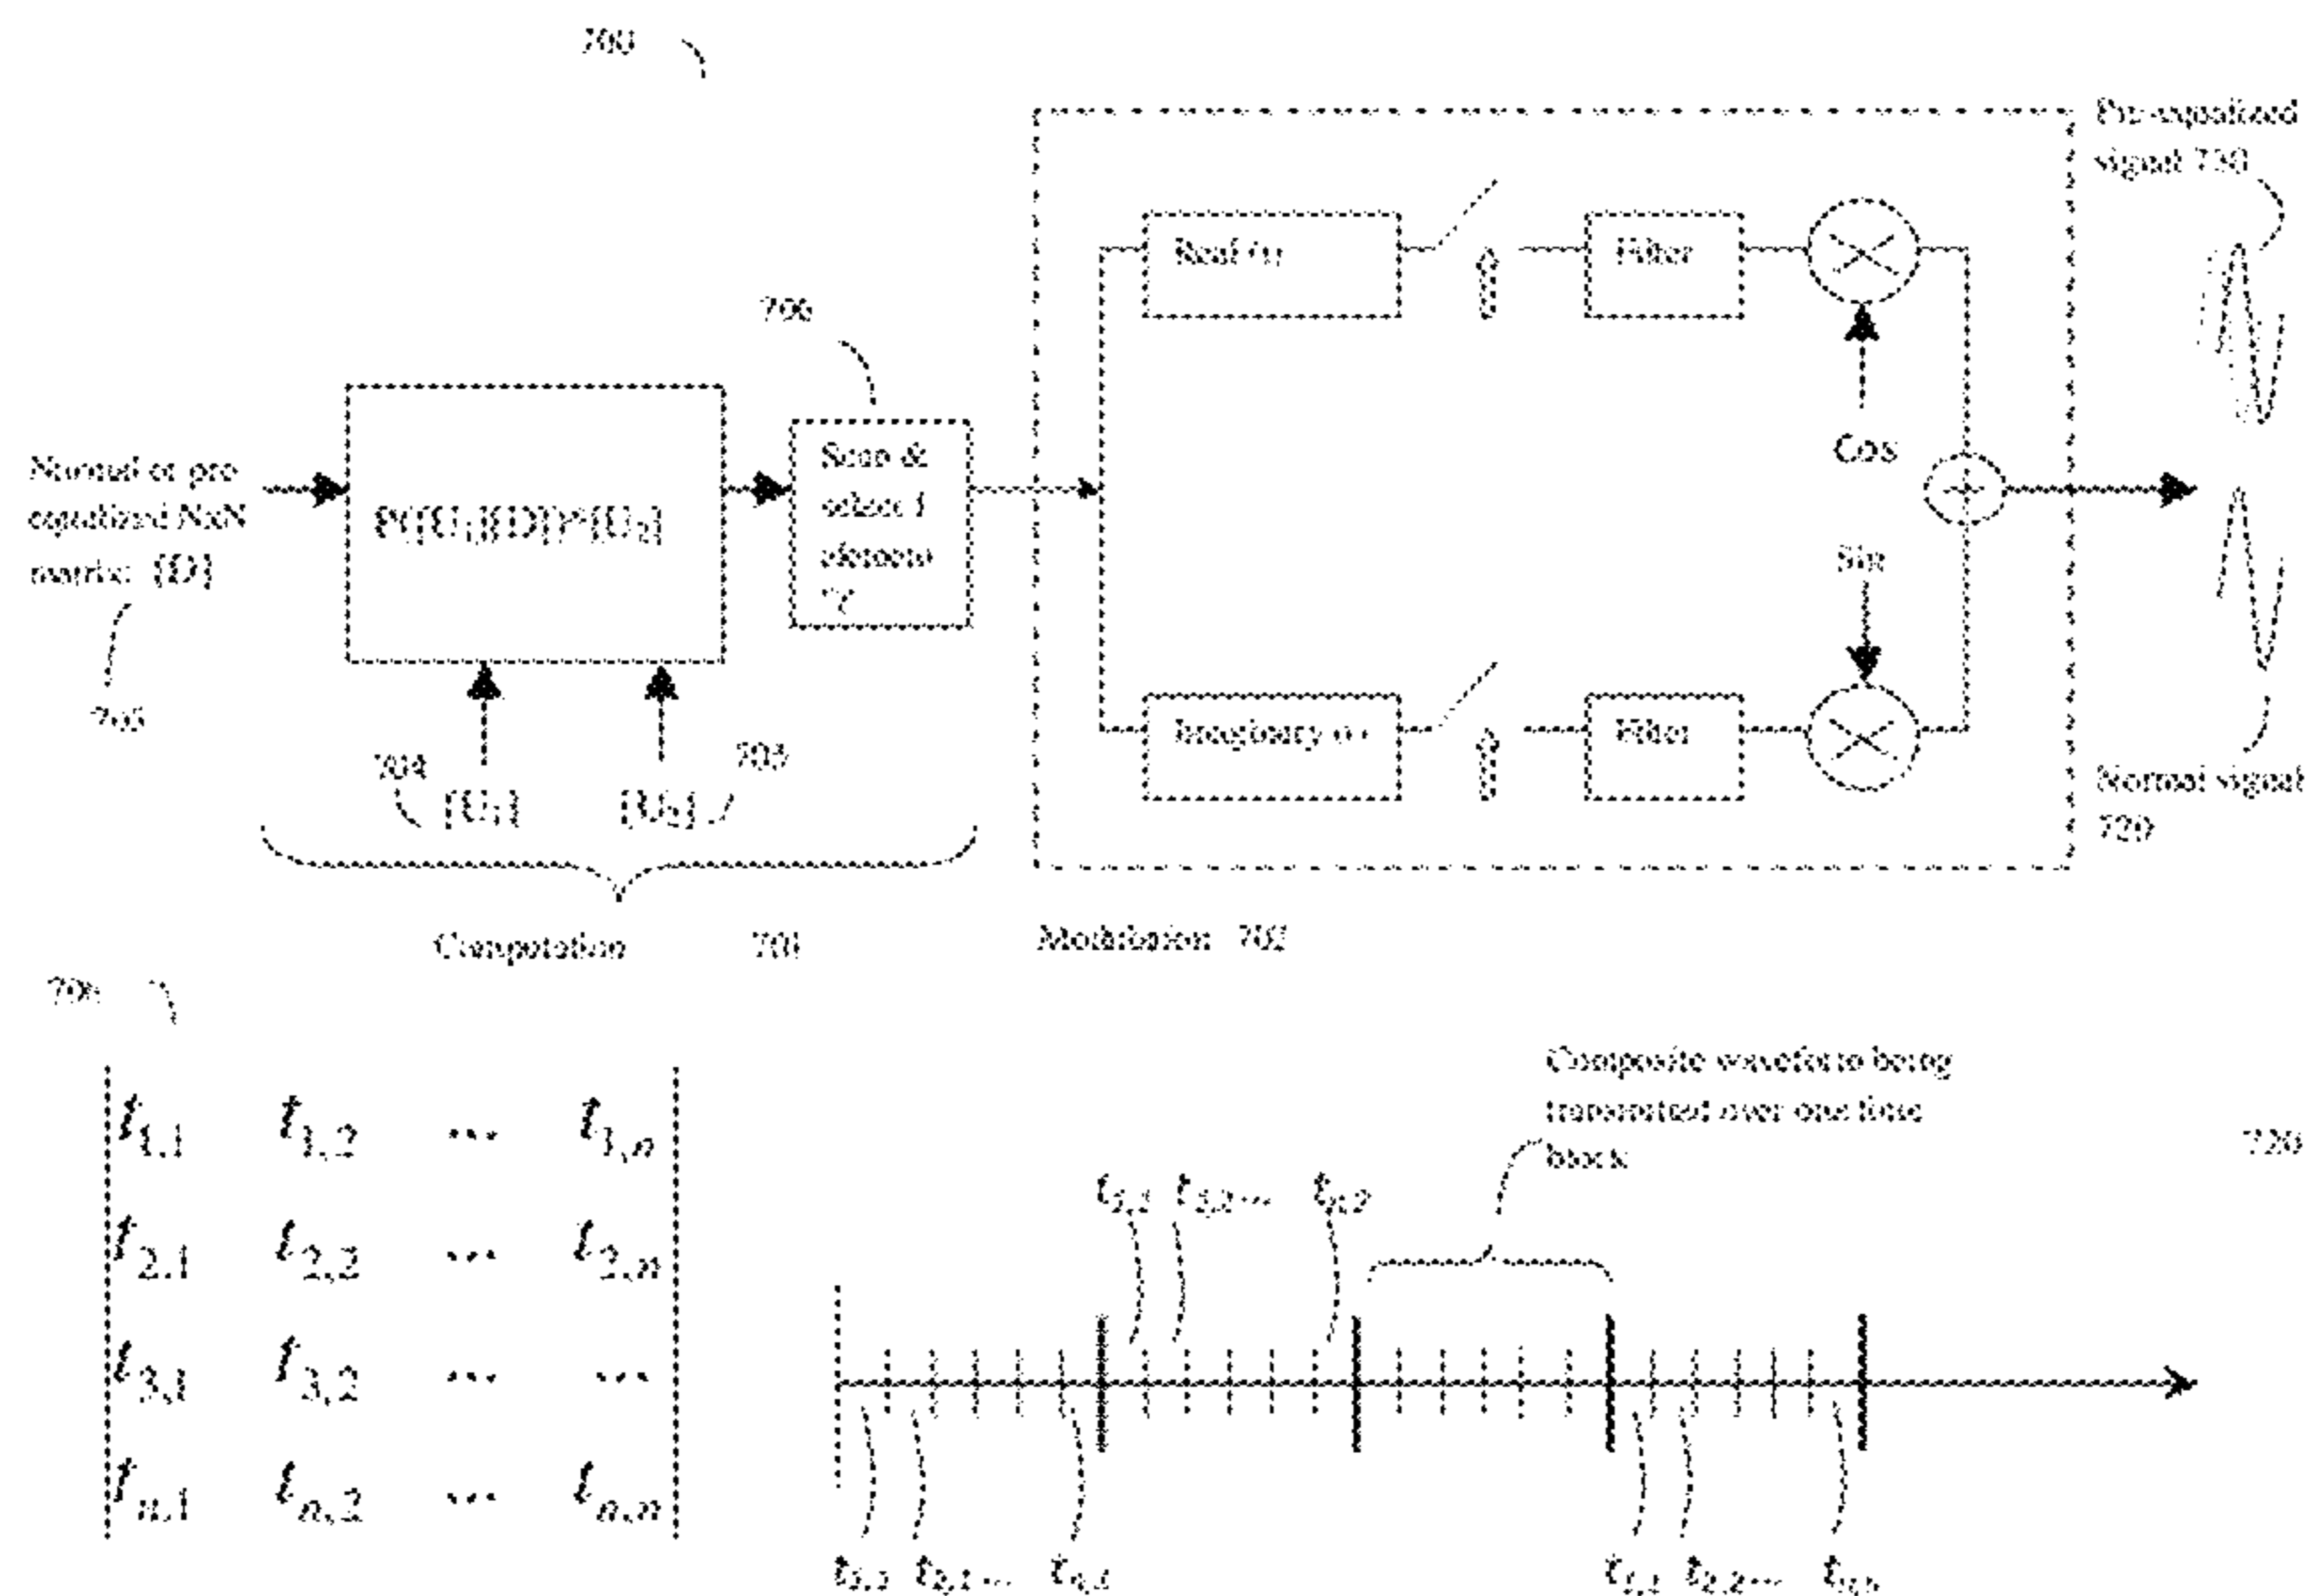 700
Pre-equalized
signal 730
Real (t)
Filter
706
Cos
Normal or pre
equalized NxN
matrix: [D]
P([U₁][D])*[U₂]
Scan &
select 1
element
Sin
705
Imaginary (t)
Filter
704
[U₁]
[U₂]
703
Normal signal
720
Computation 701
Modulation 702
708
Composite waveform being
transmitted over one time
block
720
t1,1 t1,2 ... t1,n
t2,1 t2,2 ... t2,n
t3,1 t3,2 ... ...
tn,1 tn,2 ... tn,n